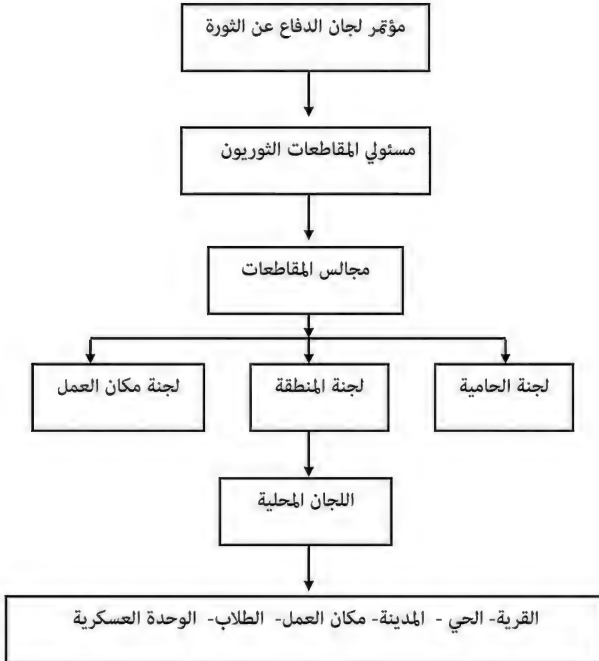 مؤتمر لجان الدفاع عن الثورة
مسئولي المقاطعات الثوريون
مجالس المقاطعات
لجنة الحامية
لجنة المنطقة
لجنة مكان العمل
اللجان المحلية
القرية- الحي - المدينة- مكان العمل- الطلاب- الوحدة العسكرية